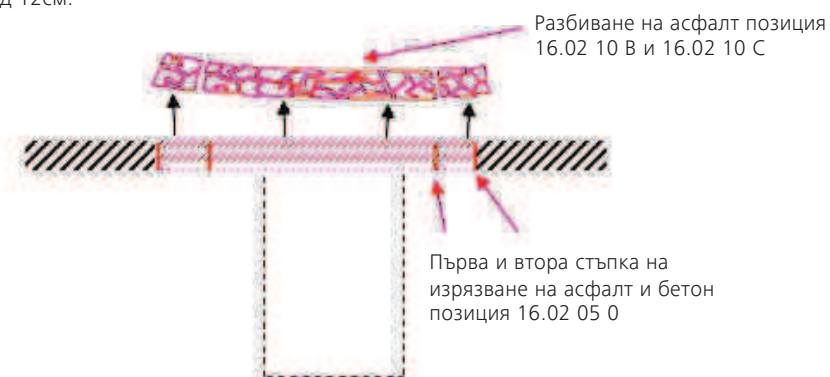 12см.
Разбиване на асфалт позиция
16.02 10 B и 16.02 10 C
Първа и втора стъпка на
изрязване на асфалт и бетон
позиция 16.02 05 0